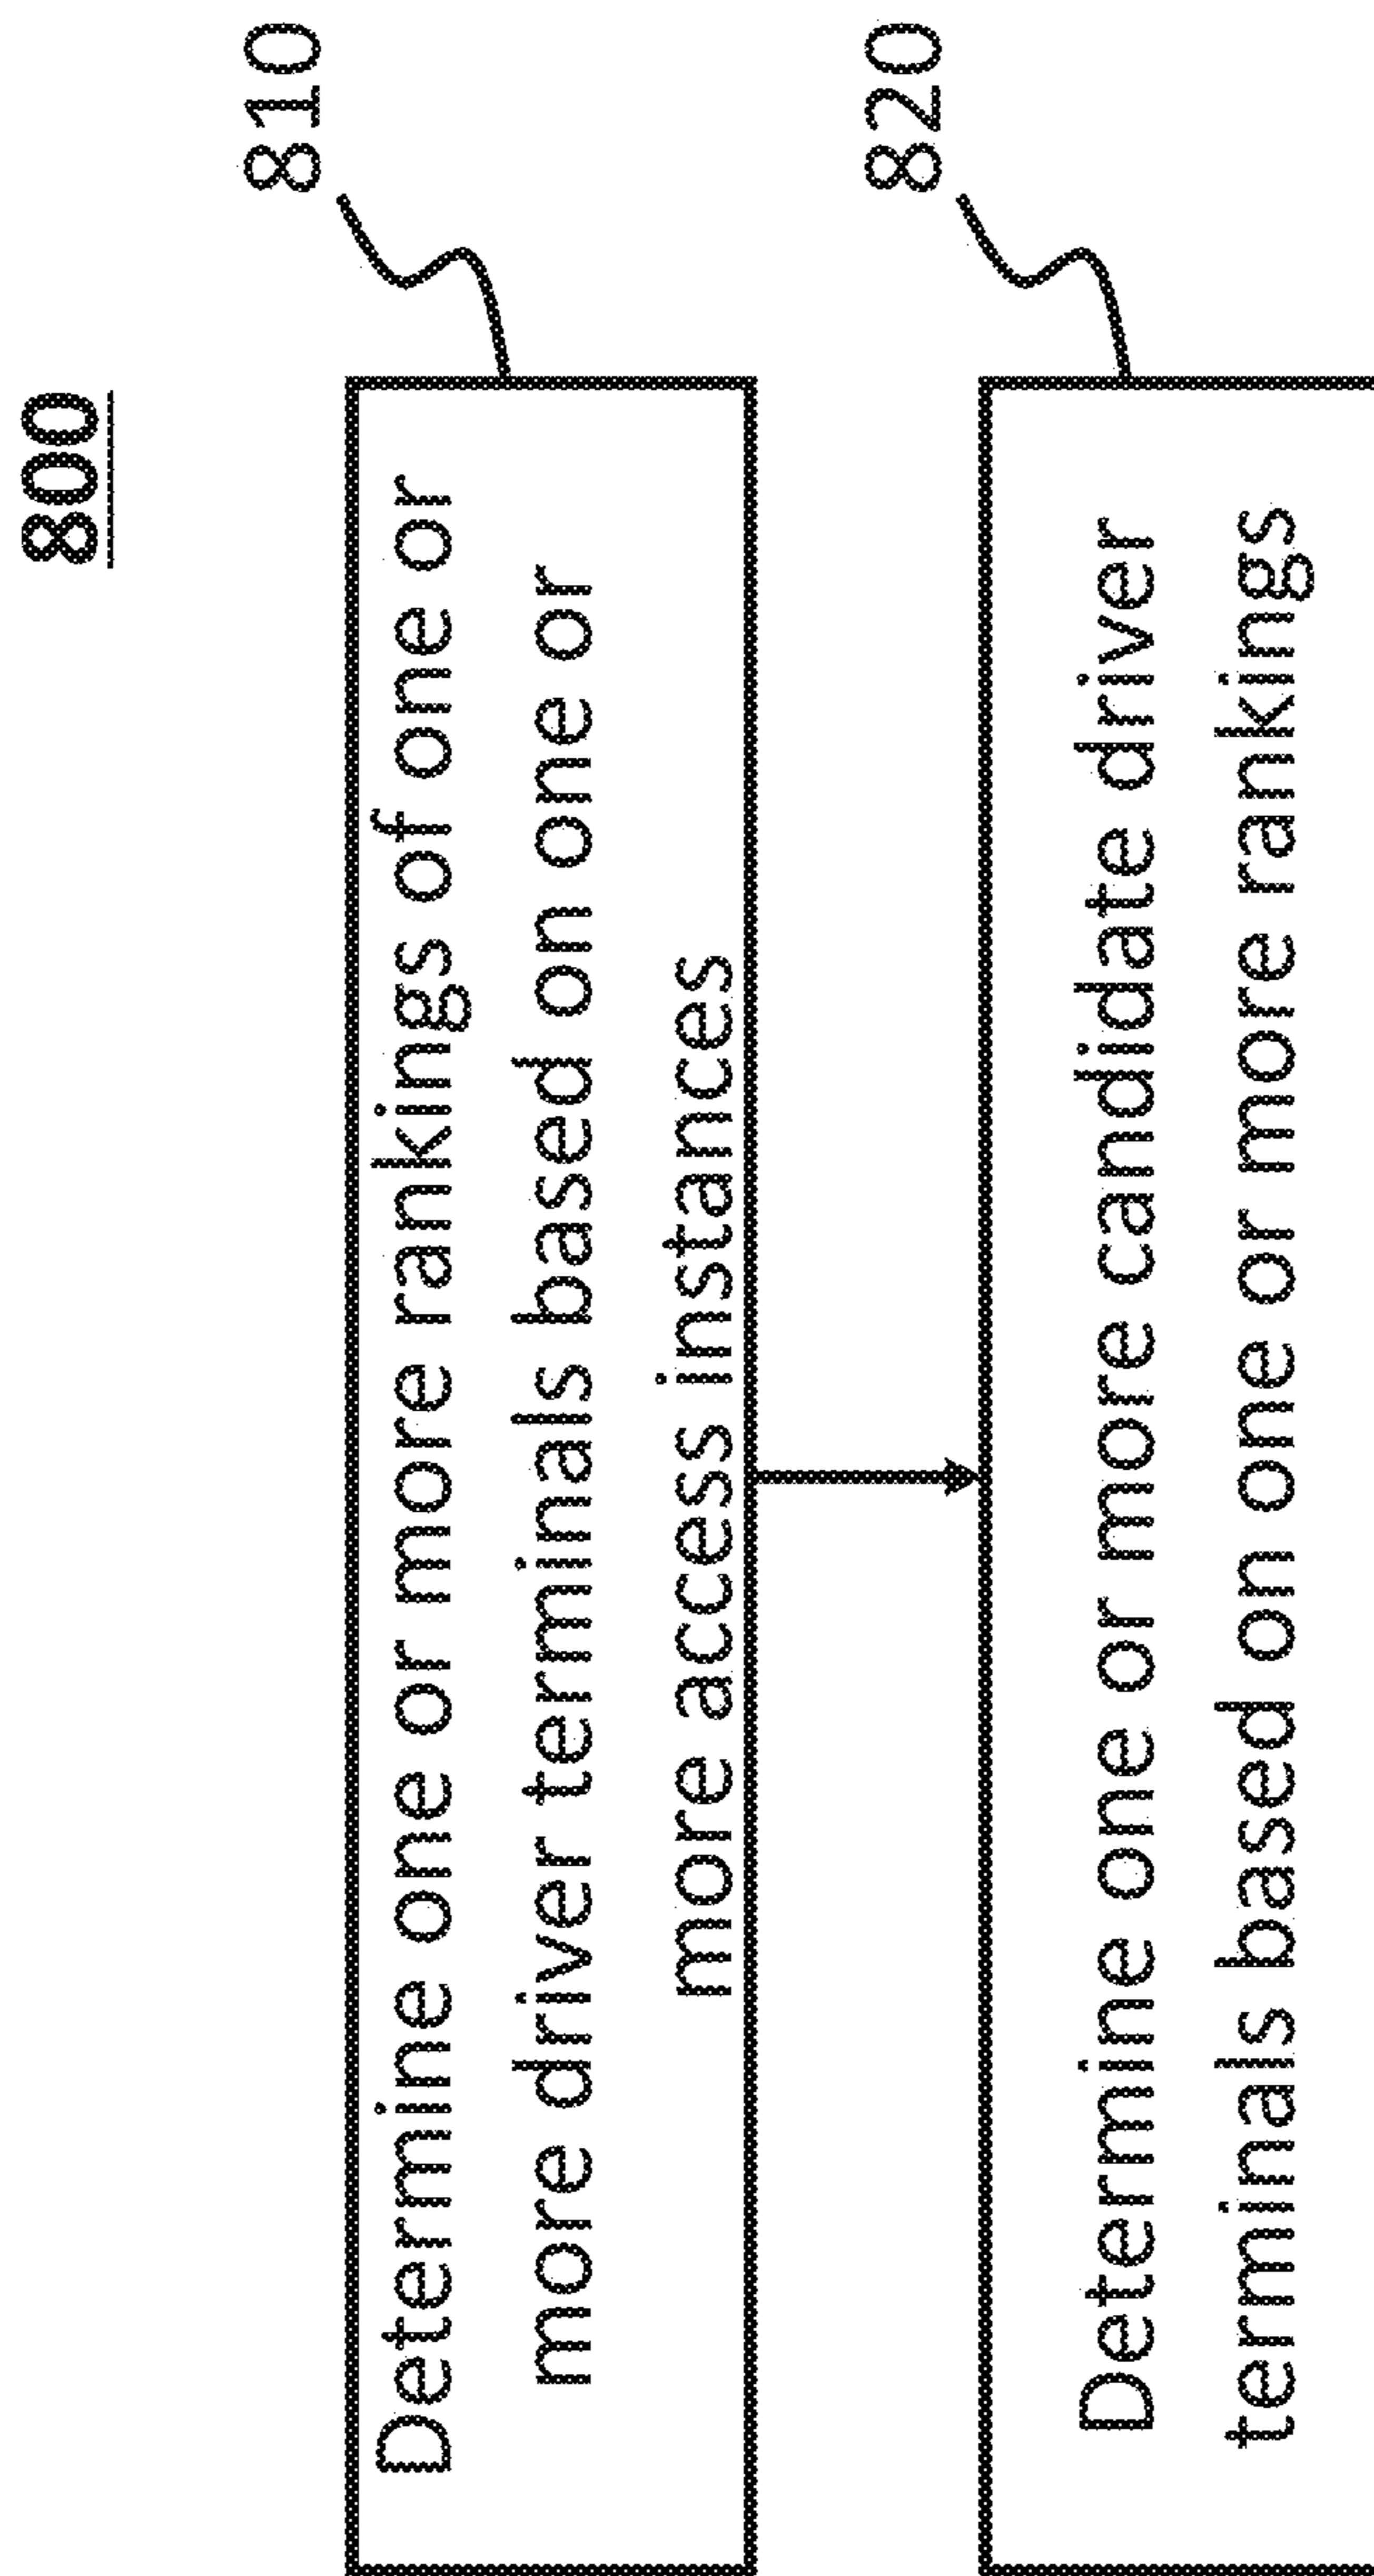 800
810
Determine one or more rankings of one or
more driver terminals based on one or
more access instances
820
Determine one or more candidate driver
terminals based on one or more rankings